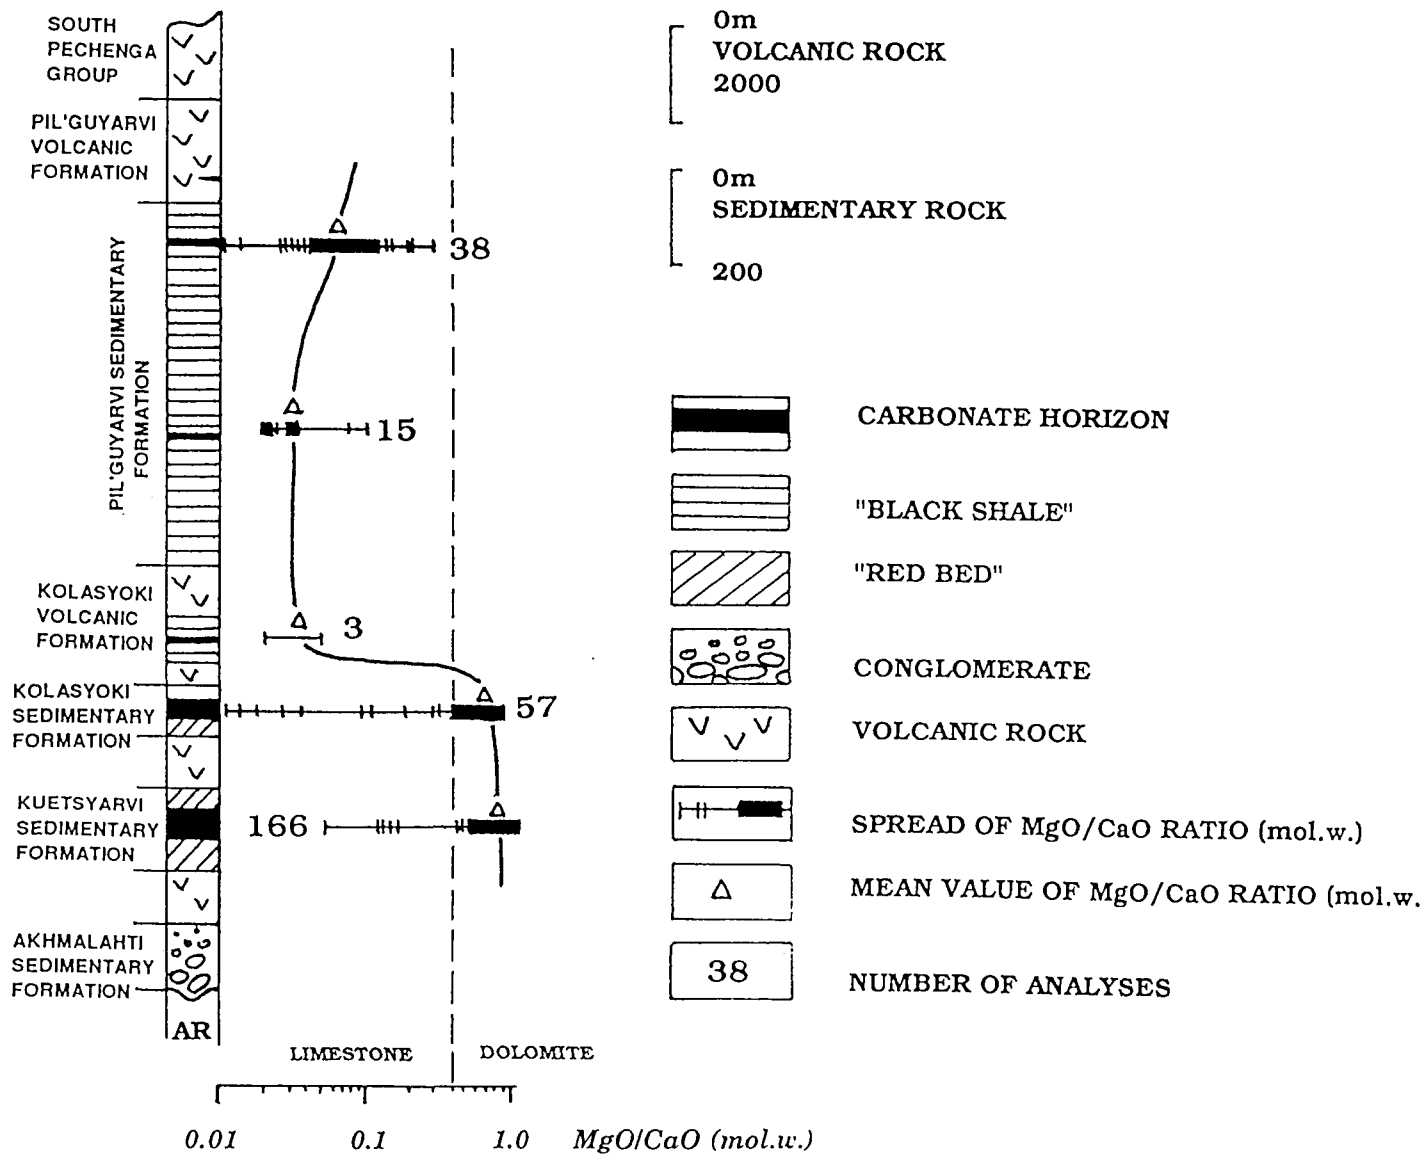 SOUTH
PECHENGA
GROUP
PIL'GUYARVI
VOLCANIC
FORMATION
PIL'GUYARVI SEDIMENTARY
FORMATION
KOLASYOKI
VOLCANIC
FORMATION
KOLASYOKI
SEDIMENTARY
FORMATION
KUETSYARVI
SEDIMENTARY
FORMATION
AKHMALAHTI
SEDIMENTARY
FORMATION
AR
38
15
3
57
166
LIMESTONE DOLOMITE
0.01 0.1 1.0 MgO/CaO (mol.w.)
0m
VOLCANIC ROCK
2000
0m
SEDIMENTARY ROCK
200
CARBONATE HORIZON
"BLACK SHALE"
"RED BED"
CONGLOMERATE
VOLCANIC ROCK
SPREAD OF MgO/CaO RATIO (mol.w.)
MEAN VALUE OF MgO/CaO RATIO (mol.w.
38 NUMBER OF ANALYSES